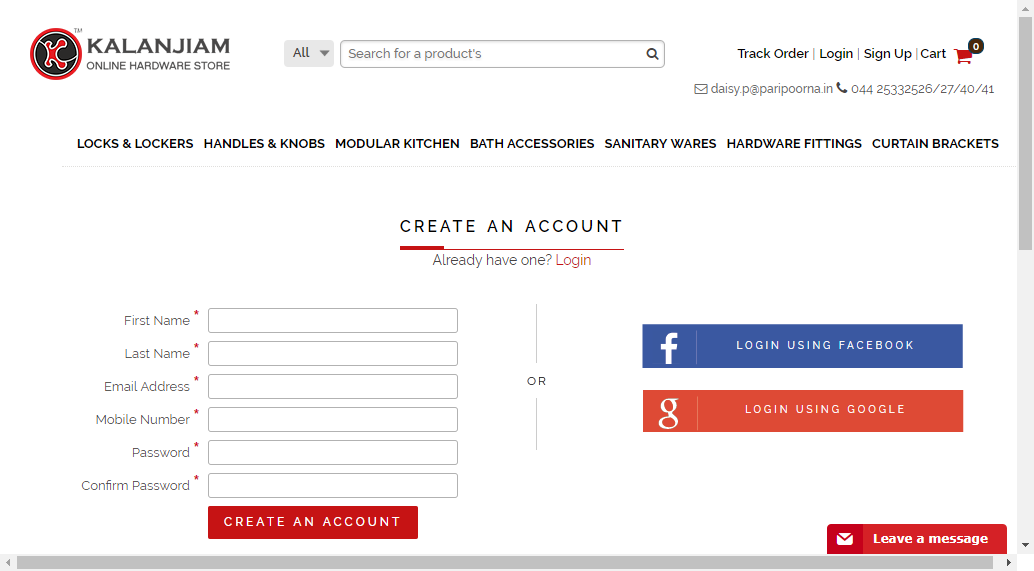 KALANJIAM
TM
ONLINE HARDWARE STORE
All
Search for a product's
Track Order | Login | Sign Up | Cart 0
daisy.p@paripoorna.in 044 25332526/27/40/41
LOCKS & LOCKERS HANDLES & KNOBS MODULAR KITCHEN BATH ACCESSORIES SANITARY WARES HARDWARE FITTINGS CURTAIN BRACKETS
CREATE AN ACCOUNT
Already have one? Login
First Name *
Last Name *
Email Address *
Mobile Number *
Password *
Confirm Password *
CREATE AN ACCOUNT
OR
f LOGIN USING FACEBOOK
g LOGIN USING GOOGLE
Leave a message